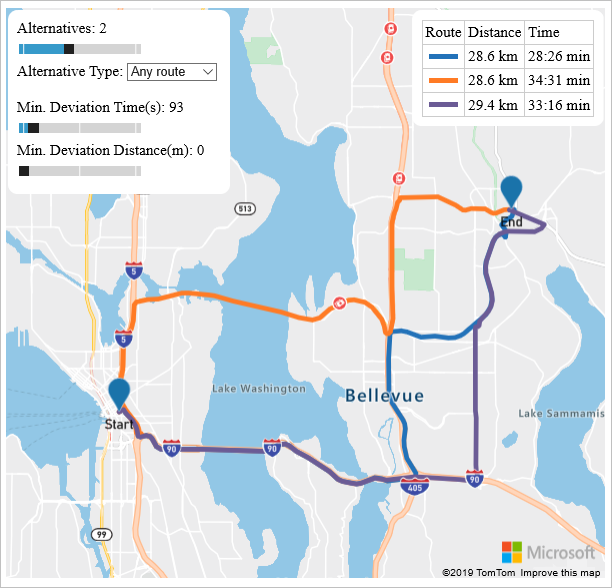 Alternatives: 2
Alternative Type: Any route
Min. Deviation Time(s): 93
Min. Deviation Distance(m): 0
Route Distance Time
28.6 km 28:26 min
28.6 km 34:31 min
29.4 km 33:16 min
513
End
5
5
Lake Washington
Bellevue
Start
Lake Sammamis
90
90
90
405
99
Microsoft
©2019 TomTom Improve this map